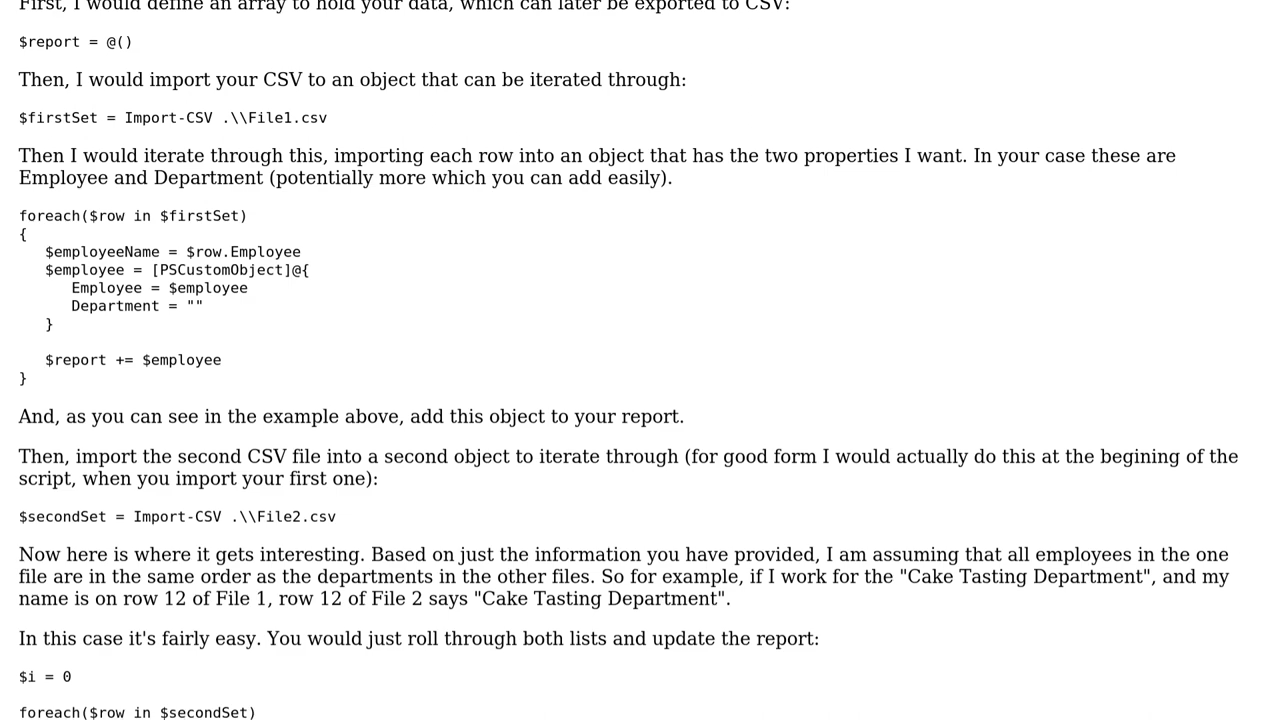 First, I would define an array to hold your data, which can later be exported to CSV:
$report = @()
Then, I would import your CSV to an object that can be iterated through:
$firstSet = Import-CSV .\\File1.csv
Then I would iterate through this, importing each row into an object that has the two properties I want. In your case these are
Employee and Department (potentially more which you can add easily).
foreach($row in $firstSet)
{
   $employeeName = $row.Employee
   $employee = [PSCustomObject]@{
      Employee = $employee
      Department = ""
   }
   $report += $employee
}
And, as you can see in the example above, add this object to your report.
Then, import the second CSV file into a second object to iterate through (for good form I would actually do this at the begining of the
script, when you import your first one):
$secondSet = Import-CSV .\\File2.csv
Now here is where it gets interesting. Based on just the information you have provided, I am assuming that all employees in the one
file are in the same order as the departments in the other files. So for example, if I work for the "Cake Tasting Department", and my
name is on row 12 of File 1, row 12 of File 2 says "Cake Tasting Department".
In this case it's fairly easy. You would just roll through both lists and update the report:
$i = 0
foreach($row in $secondSet)